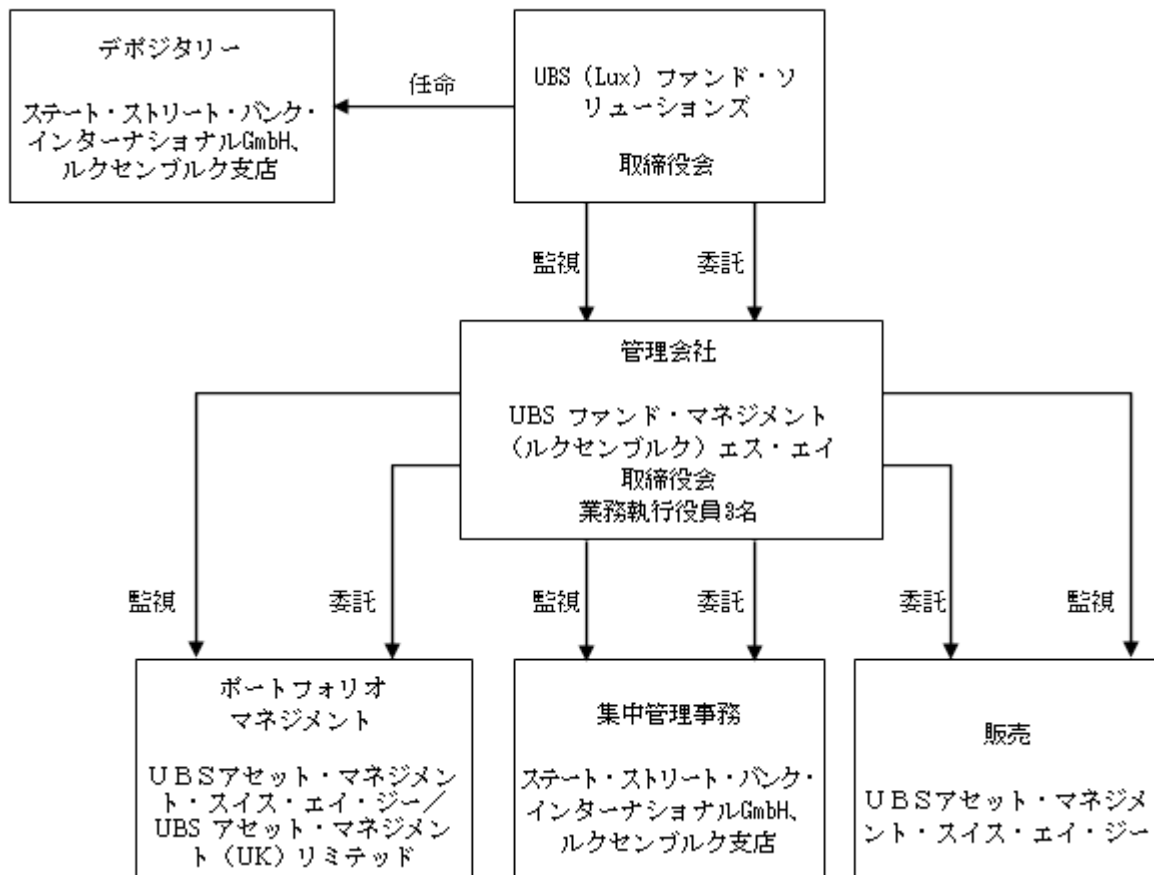 デポジタリー
ステート・ストリート・バンク・
インターナショナルGmbH、
ルクセンブルク支店
任命
UBS (Lux) ファンド・ソ
リューションズ
取締役会
監視
委託
管理会社
UBS ファンド・マネジメント
（ルクセンブルク）エス・エイ
取締役会
業務執行役員3名
監視
委託
監視
委託
委託
監視
ポートフォリオ
マネジメント
ＵＢＳアセット・マネジメン
ト・スイス・エイ・ジー／
UBS アセット・マネジメン
ト（UK）リミテッド
集中管理事務
ステート・ストリート・バンク・
インターナショナルGmbH、
ルクセンブルク支店
販売
ＵＢＳアセット・マネジメ
ント・スイス・エイ・ジー